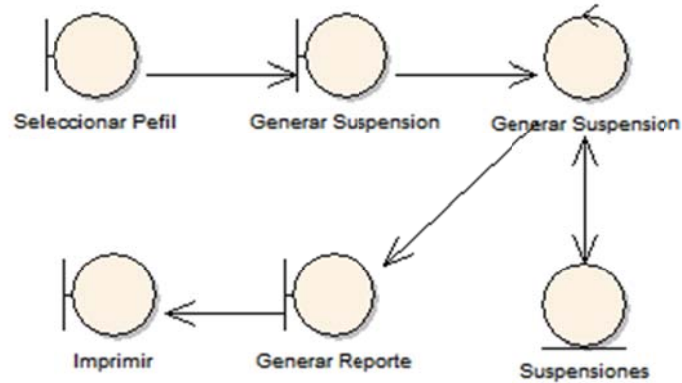 Seleccionar Pefil
Generar Suspension
Generar Suspension
Imprimir
Generar Reporte
Suspensiones